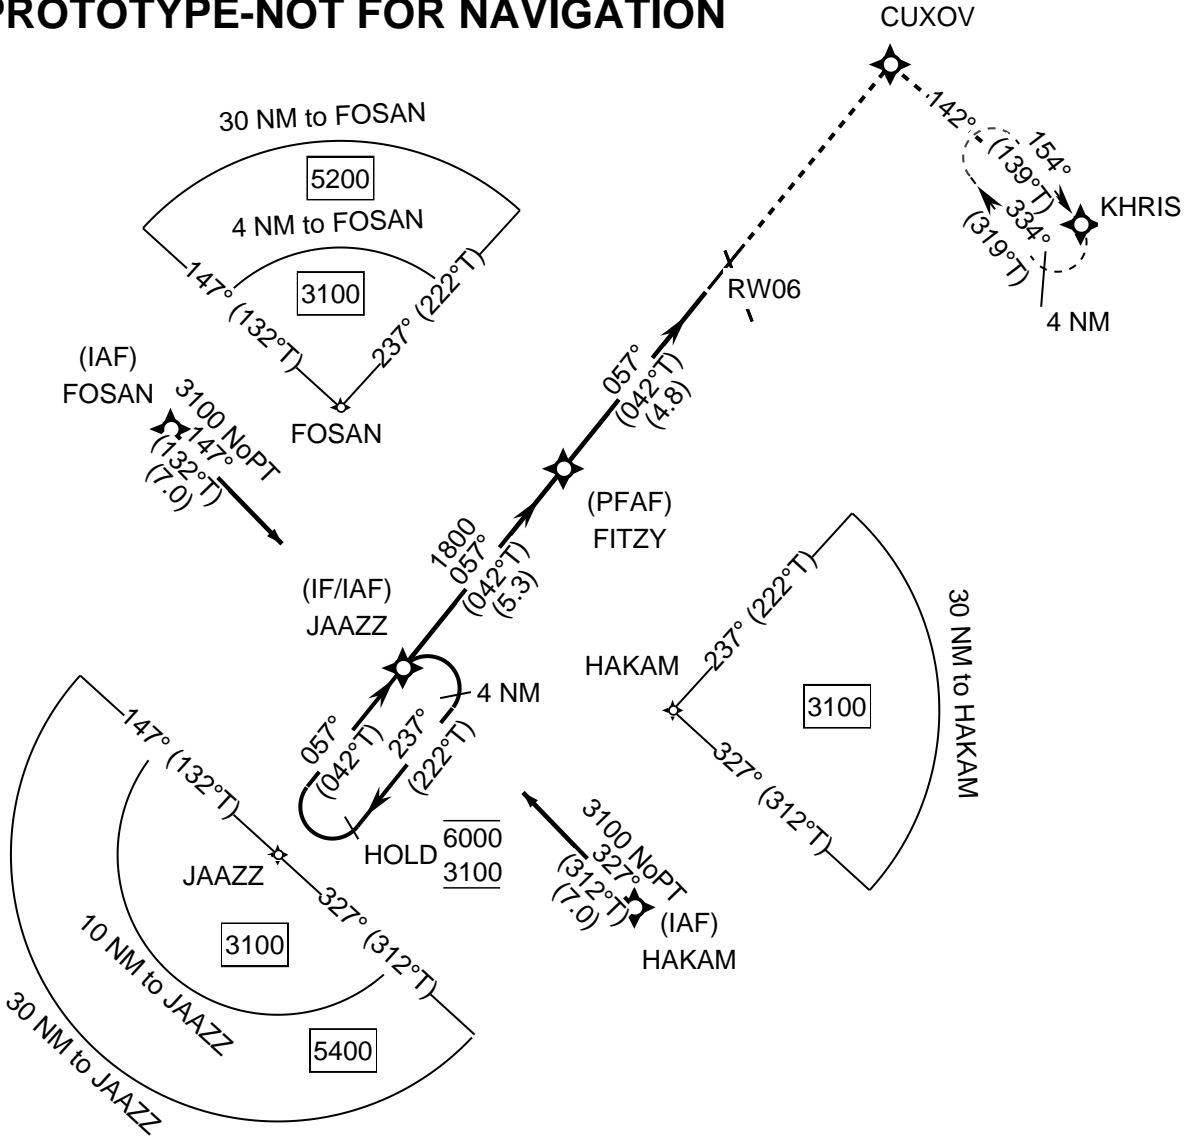 PROTOTYPE-NOT FOR NAVIGATION
CUXOV
142°
(139°T)
154°
334°
(319°T)
KHRIS
4 NM
30 NM to FOSAN
5200
4 NM to FOSAN
3100
147° (132°T)
237° (222°T)
FOSAN
RW06
(IAF)
FOSAN
3100 NoPT
147°
(132°T)
(7.0)
057°
(042°T)
(4.8)
(PFAF)
FITZY
1800
057°
(042°T)
(5.3)
(IF/IAF)
JAAZZ
4 NM
057°
(042°T)
237°
(222°T)
HOLD
6000
3100
HAKAM
237° (222°T)
3100
327° (312°T)
30 NM to HAKAM
3100 NoPT
327°
(312°T)
(7.0)
(IAF)
HAKAM
147° (132°T)
JAAZZ
327° (312°T)
3100
10 NM to JAAZZ
5400
30 NM to JAAZZ